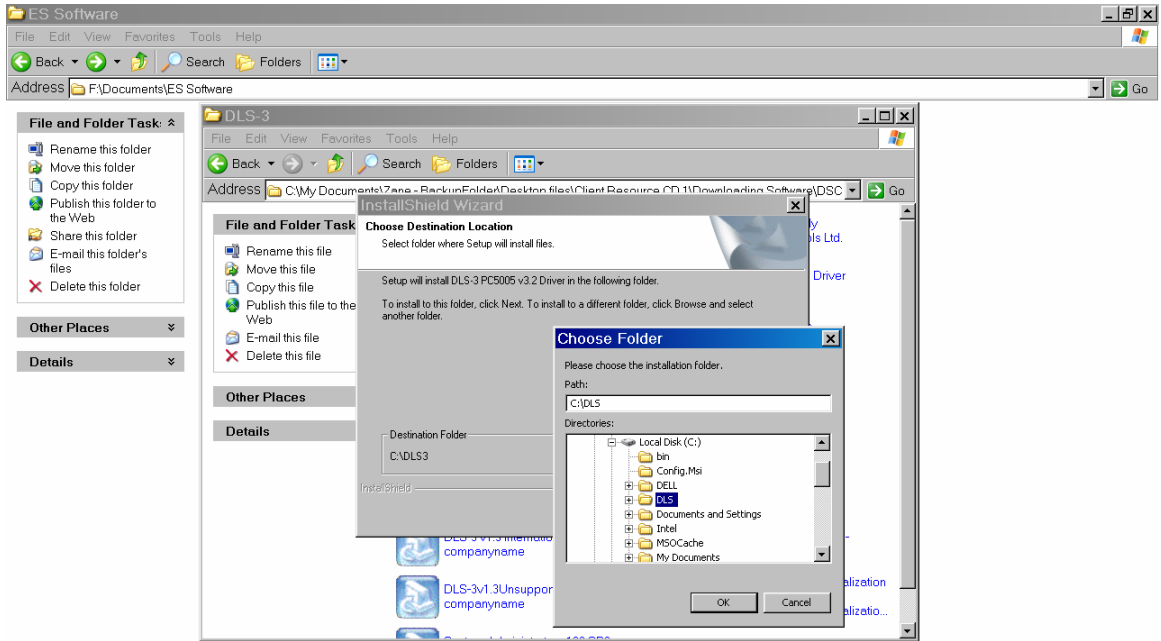 ES Software
File Edit View Favorites Tools Help
Back Search Folders
Address F:\Documents\ES Software Go
File and Folder Task:
Rename this folder
Move this folder
Copy this folder
Publish this folder to
the Web
Share this folder
E-mail this folder's
files
Delete this folder
Other Places
Details
DLS-3
File Edit View Favorites Tools Help
Back Search Folders
Address C:\My Documents\Zane - BackupFolder\Desktop files\Client Resource CD 1\Downloading Software\DSC Go
File and Folder Task
Rename this file
Move this file
Copy this file
Publish this file to the
Web
E-mail this file
Delete this file
Other Places
Details
ls Ltd.
Driver
InstallShield Wizard
Choose Destination Location
Select folder where Setup will install files.
Setup will install DLS-3 PC5005 v3.2 Driver in the following folder.
To install to this folder, click Next. To install to a different folder, click Browse and select
another folder.
Destination Folder
C:\DLS3
InstallShield
Choose Folder
Please choose the installation folder.
Path:
C:\DLS
Directories:
Local Disk (C:)
bin
Config.Msi
DELL
DLS
Documents and Settings
Intel
MSOCache
My Documents
OK Cancel
companyname
DLS-3v1.3Unsuppor
companyname
alization
alizatio...